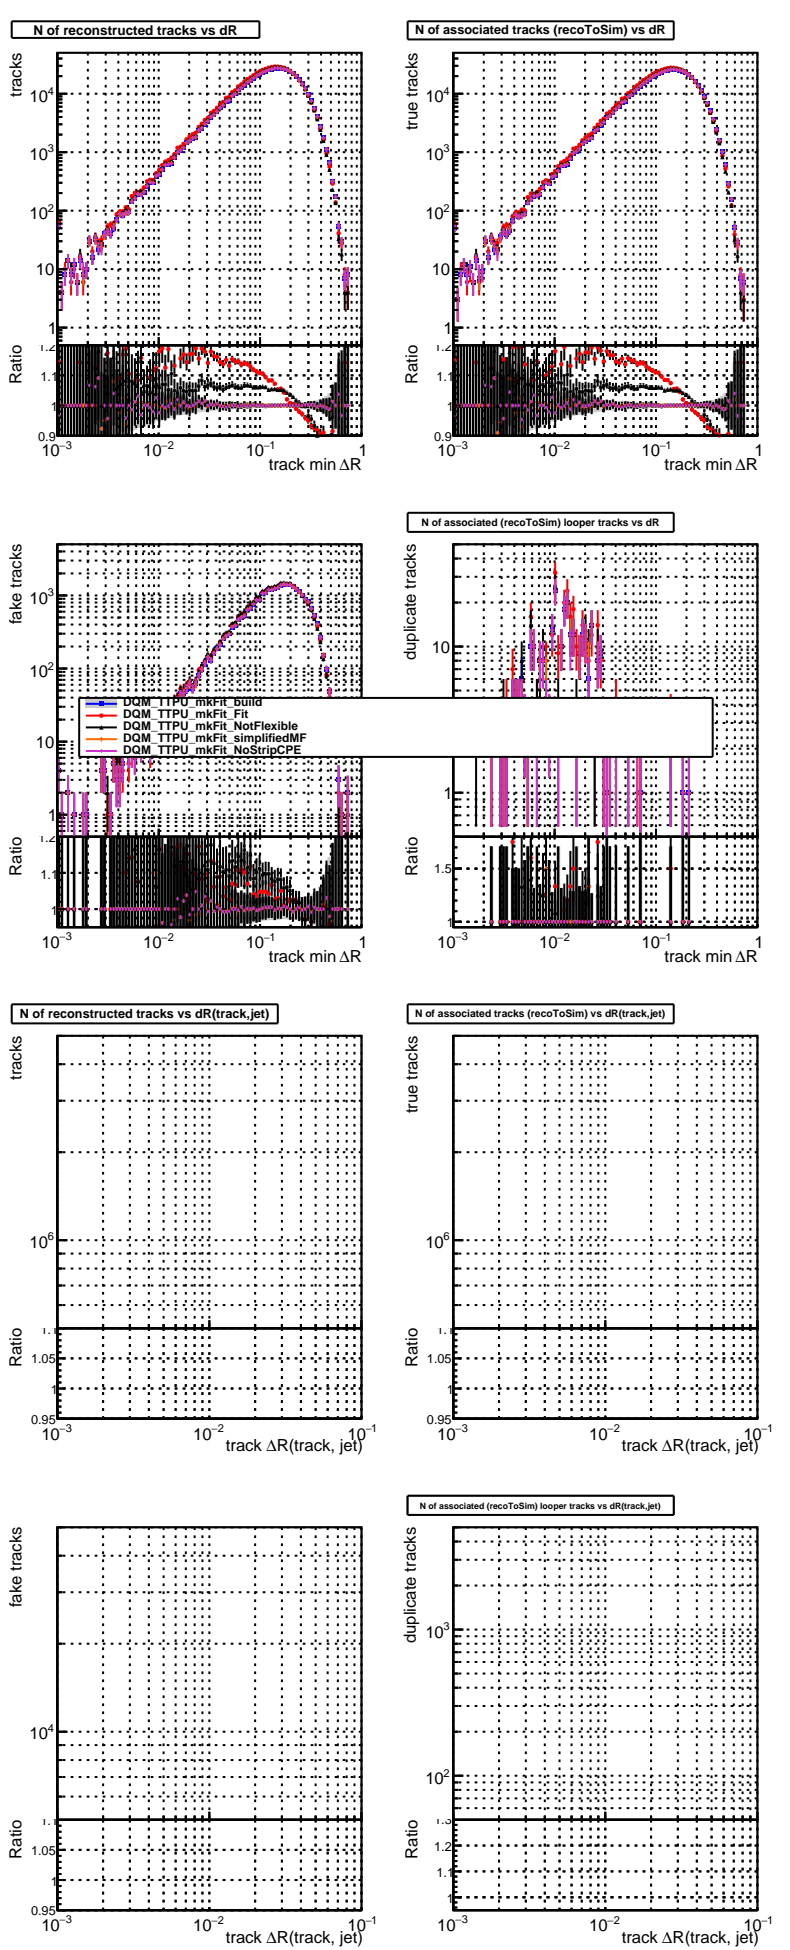 N of reconstructed tracks vs dR
N of associated tracks (recoToSim) vs dR
tracks
10⁴
10³
10²
10
1
Ratio
1.2
1.1
1
0.9
10⁻³
10⁻²
10⁻¹
1
track min ΔR
true tracks
10⁴
10³
10²
10
1
Ratio
1.2
1.1
1
0.9
10⁻³
10⁻²
10⁻¹
1
track min ΔR
N of associated (recoToSim) looper tracks vs dR
fake tracks
10³
10²
10
1
Ratio
1.2
1.1
1
10⁻³
10⁻²
10⁻¹
1
track min ΔR
duplicate tracks
10
1
Ratio
1.5
1
10⁻³
10⁻²
10⁻¹
1
track min ΔR
DQM_TTPU_mkFit_build
DQM_TTPU_mkFit_Fit
DQM_TTPU_mkFit_NotFlexible
DQM_TTPU_mkFit_simplifiedMF
DQM_TTPU_mkFit_NoStripCPE
N of reconstructed tracks vs dR(track,jet)
N of associated tracks (recoToSim) vs dR(track,jet)
tracks
10⁶
Ratio
1.1
1.05
1
0.95
10⁻³
10⁻²
10⁻¹
track ΔR(track, jet)
true tracks
10⁶
Ratio
1.1
1.05
1
0.95
10⁻³
10⁻²
10⁻¹
track ΔR(track, jet)
N of associated (recoToSim) looper tracks vs dR(track,jet)
fake tracks
10⁴
Ratio
1.1
1.05
1
0.95
10⁻³
10⁻²
10⁻¹
track ΔR(track, jet)
duplicate tracks
10³
10²
Ratio
1.3
1.2
1.1
1
10⁻³
10⁻²
10⁻¹
track ΔR(track, jet)